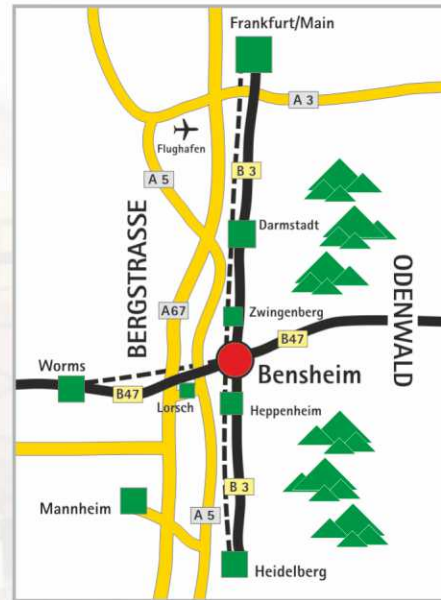 Frankfurt/Main
A 3
Flughafen
A 5
B 3
Darmstadt
BERGSTRASSE
ODENWALD
A67
Zwingenberg
B47
Worms
Bensheim
B47
Lorsch
Heppenheim
B 3
Mannheim
A 5
Heidelberg